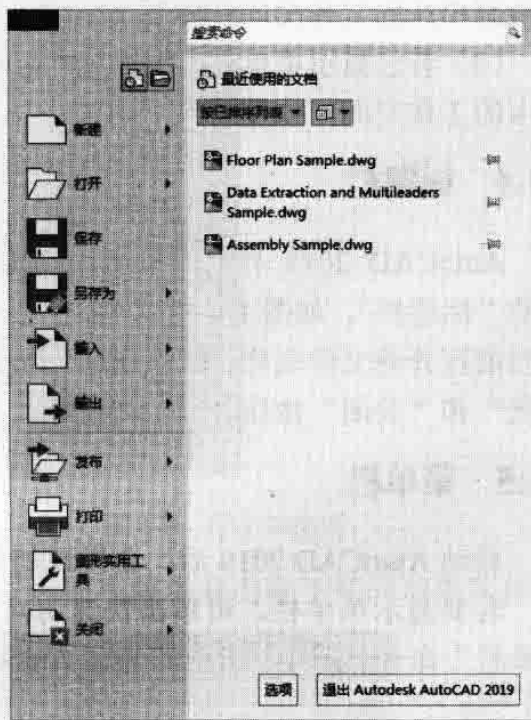 搜索命令
最近使用的文档
按已排序列表
新建
打开
保存
另存为
输入
输出
发布
打印
图形实用工
具
关闭
Floor Plan Sample.dwg
Data Extraction and Multileaders
Sample.dwg
Assembly Sample.dwg
选项
退出 Autodesk AutoCAD 2019